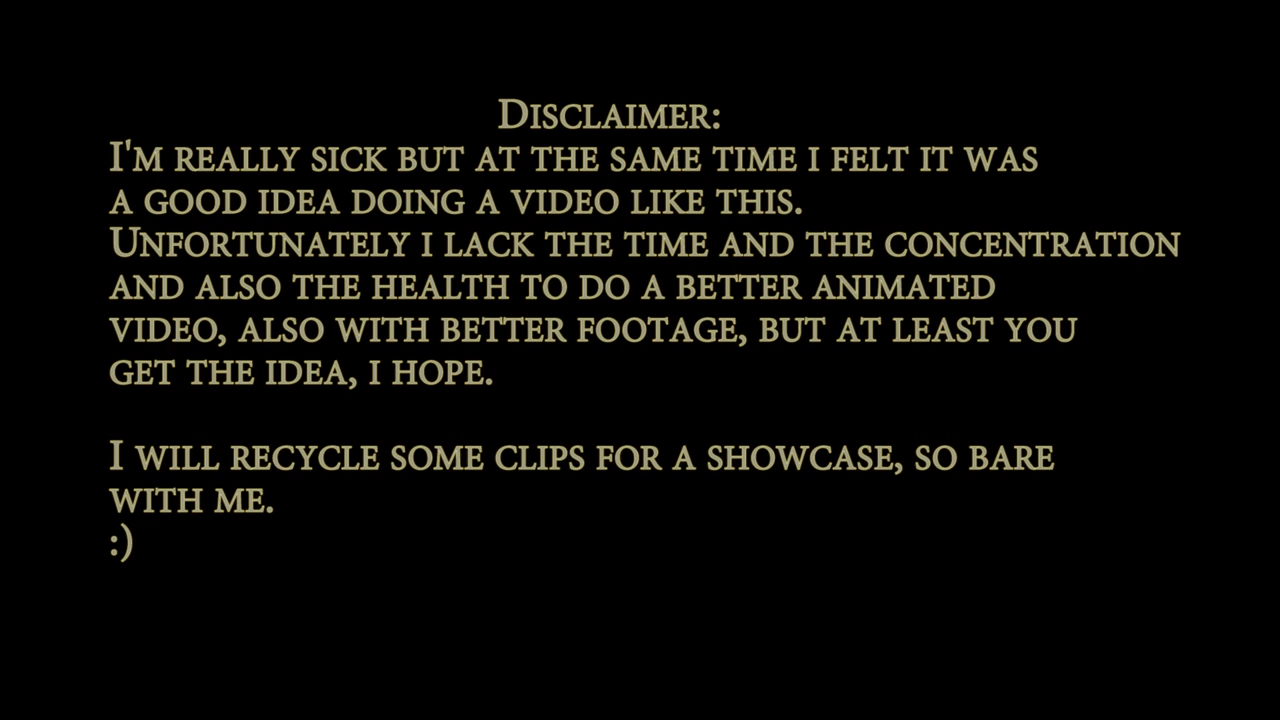 Disclaimer:
I'm really sick but at the same time i felt it was
a good idea doing a video like this.
Unfortunately i lack the time and the concentration
and also the health to do a better animated
video, also with better footage, but at least you
get the idea, i hope.
I will recycle some clips for a showcase, so bare
with me.
:)